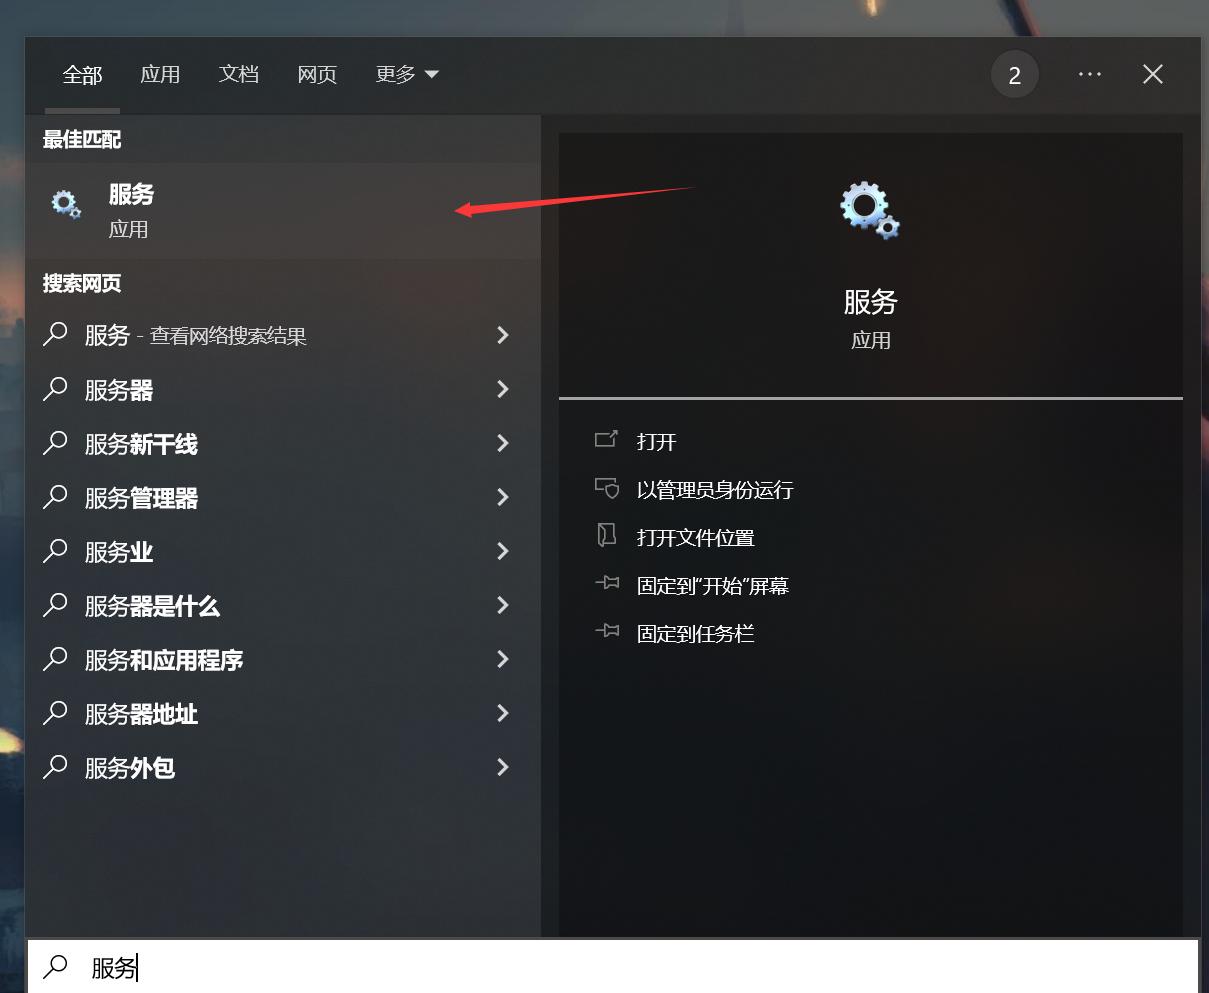 全部 应用 文档 网页 更多 2 ...
最佳匹配
服务
应用
搜索网页
服务 - 查看网络搜索结果
服务器
服务新干线
服务管理器
服务业
服务器是什么
服务和应用程序
服务器地址
服务外包
服务
应用
打开
以管理员身份运行
打开文件位置
固定到"开始"屏幕
固定到任务栏
服务